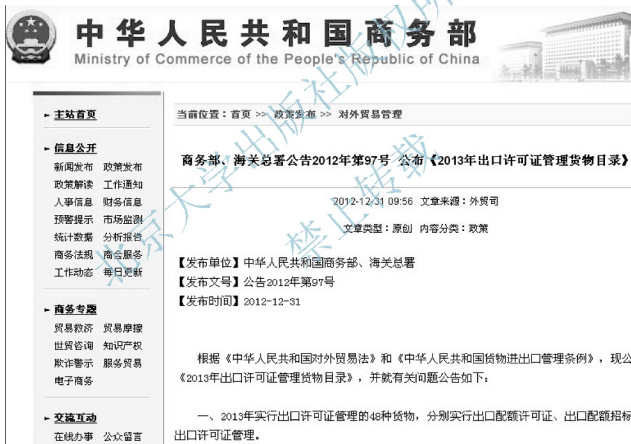 中华人民共和国商务部
Ministry of Commerce of the People's Republic of China
主站首页
当前位置：首页 >> 政策发布 >> 对外贸易管理
信息公开
新闻发布 政策发布
政策解读 工作通知
人事信息 财务信息
预警提示 市场监测
统计数据 分析报告
商务法规 商会服务
工作动态 每日更新
商务专题
贸易救济 贸易摩擦
世贸咨询 知识产权
欺诈警示 服务贸易
电子商务
交流互动
在线办事 公众留言
商务部、海关总署公告2012年第97号 公布《2013年出口许可证管理货物目录》
2012-12-31 09:56 文章来源：外贸司
文章类型：原创 内容分类：政策
【发布单位】中华人民共和国商务部、海关总署
【发布文号】公告2012年第97号
【发布时间】2012-12-31
根据《中华人民共和国对外贸易法》和《中华人民共和国货物进出口管理条例》，现公
《2013年出口许可证管理货物目录》，并就有关问题公告如下：
一、2013年实行出口许可证管理的48种货物，分别实行出口配额许可证、出口配额招标
出口许可证管理。
北京大学出版社版权所
禁止转载